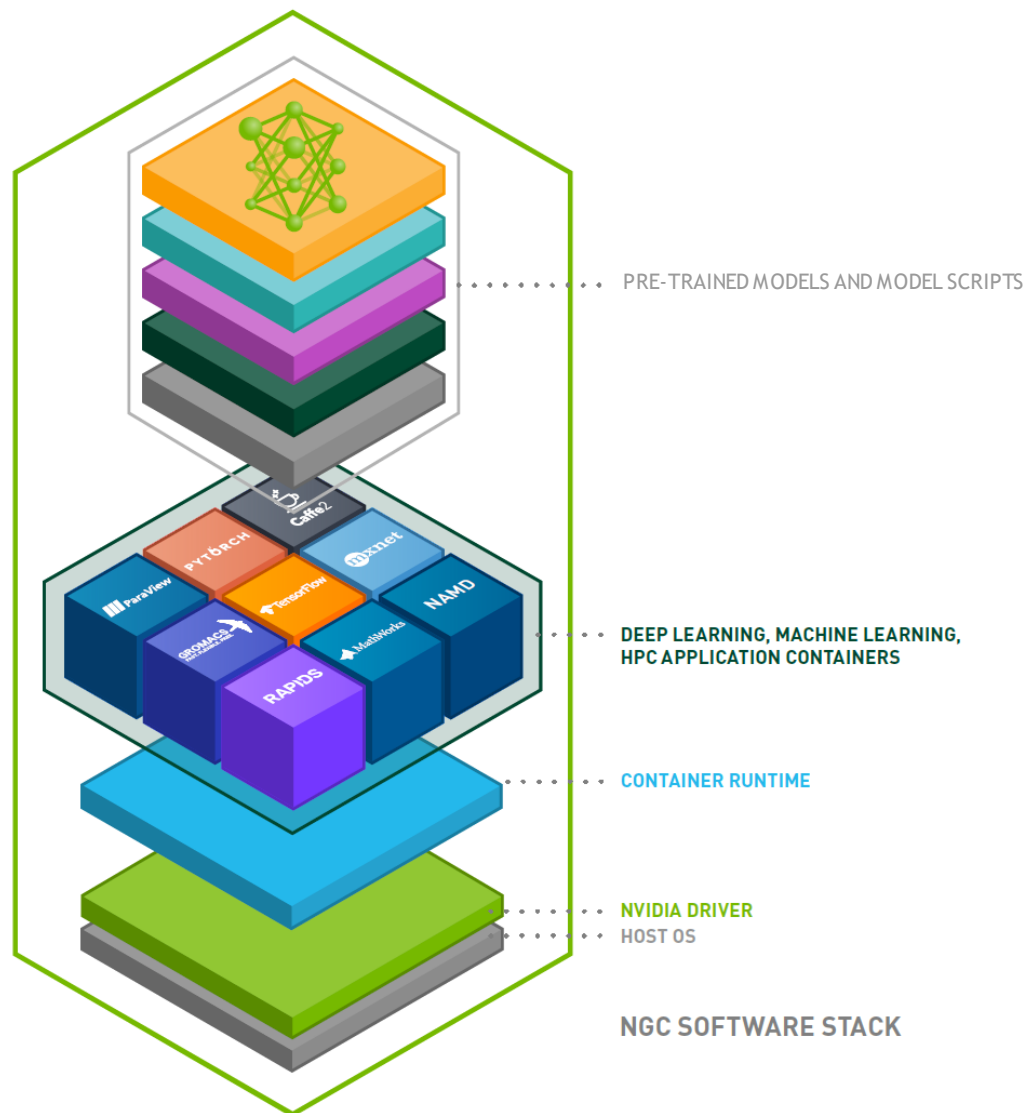 PRE-TRAINED MODELS AND MODEL SCRIPTS
Caffe2
PYTORCH
mxnet
ParaView
TensorFlow
NAMD
GROMACS
MathWorks
RAPIDS
DEEP LEARNING, MACHINE LEARNING,
HPC APPLICATION CONTAINERS
CONTAINER RUNTIME
NVIDIA DRIVER
HOST OS
NGC SOFTWARE STACK